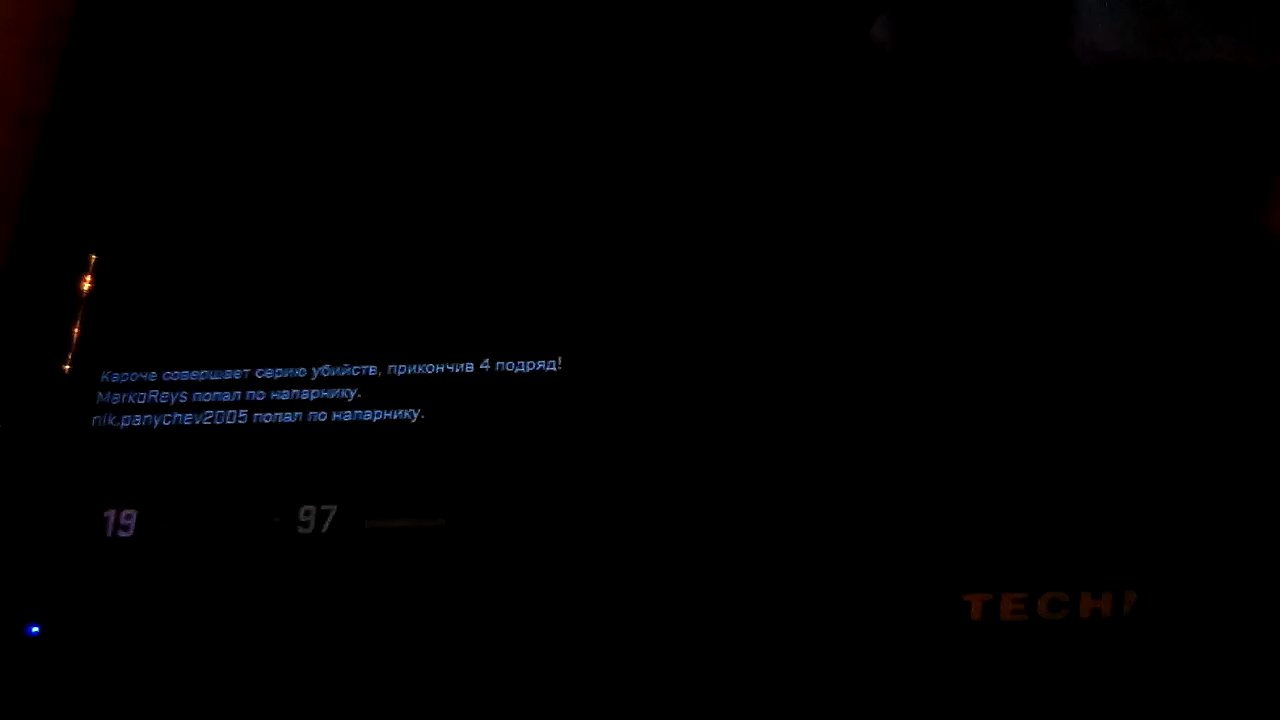 Кароче совершает серию убийств, прикончив 4 подряд!
MarkoReys попал по напарнику.
nik.panychev2005 попал по напарнику.
19 97
TECH